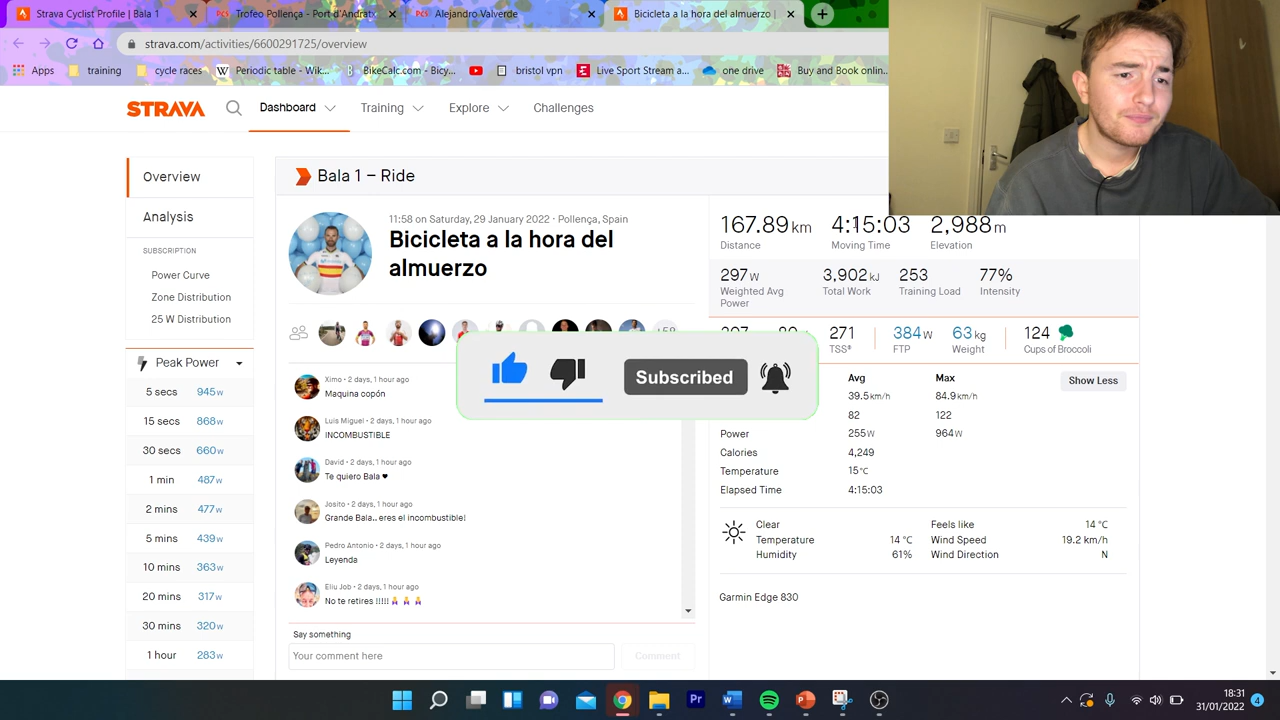 Strava Cyclist Profile | Bala 1
Trofeo Pollença - Port d'Andratx
Alejandro Valverde
Bicicleta a la hora del almuerzo |
strava.com/activities/6600291725/overview
Apps
training
cycle races
Periodic table - Wik...
BikeCalc.com - Bicy...
bristol vpn
Live Sport Stream a...
one drive
Buy and Book onlin...
STRAVA
Dashboard
Training
Explore
Challenges
Overview
Analysis
SUBSCRIPTION
Power Curve
Zone Distribution
25 W Distribution
Peak Power
5 secs 945w
15 secs 868w
30 secs 660w
1 min 487w
2 mins 477w
5 mins 439w
10 mins 363w
20 mins 317w
30 mins 320w
1 hour 283w
Bala 1 – Ride
11:58 on Saturday, 29 January 2022 · Pollença, Spain
Bicicleta a la hora del
almuerzo
Ximo · 2 days, 1 hour ago
Maquina copón
Luis Miguel · 2 days, 1 hour ago
INCOMBUSTIBLE
David · 2 days, 1 hour ago
Te quiero Bala ♥
Josito · 2 days, 1 hour ago
Grande Bala.. eres el incombustible!
Pedro Antonio · 2 days, 1 hour ago
Leyenda
Eliu Job · 2 days, 1 hour ago
No te retires !!!!!
Say something
Your comment here
Comment
Subscribed
167.89 km 4:15:03 2,988 m
Distance Moving Time Elevation
297 W 3,902 kJ 253 77%
Weighted Avg Power Total Work Training Load Intensity
271 384 W 63 kg 124
TSS® FTP Weight Cups of Broccoli
Avg Max
Show Less
39.5km/h 84.9km/h
82 122
Power 255W 964W
Calories 4,249
Temperature 15℃
Elapsed Time 4:15:03
Clear Feels like 14 ℃
Temperature 14 ℃ Wind Speed 19.2 km/h
Humidity 61% Wind Direction N
Garmin Edge 830
18:31
31/01/2022
4